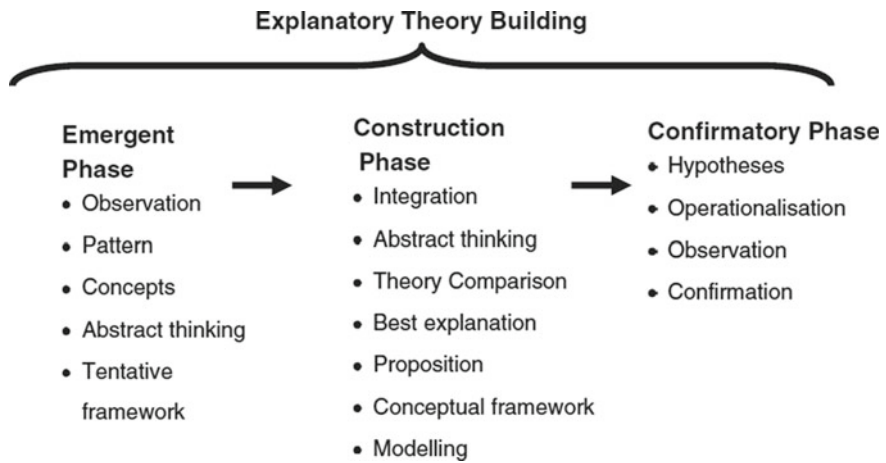 Explanatory Theory Building
Emergent
Phase
• Observation
• Pattern
• Concepts
• Abstract thinking
• Tentative
framework
Construction
Phase
• Integration
• Abstract thinking
• Theory Comparison
• Best explanation
• Proposition
• Conceptual framework
• Modelling
Confirmatory Phase
• Hypotheses
• Operationalisation
• Observation
• Confirmation